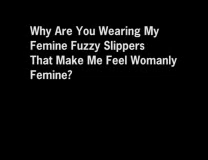 Why Are You Wearing My
Femine Fuzzy Slippers
That Make Me Feel Womanly
Femine?